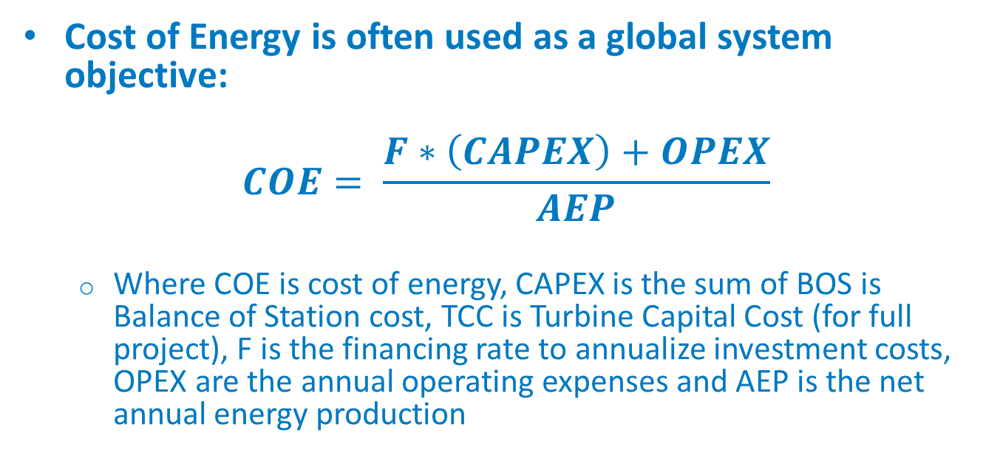 • Cost of Energy is often used as a global system
objective:
COE = F * (CAPEX) + OPEX
AEP
○ Where COE is cost of energy, CAPEX is the sum of BOS is
Balance of Station cost, TCC is Turbine Capital Cost (for full
project), F is the financing rate to annualize investment costs,
OPEX are the annual operating expenses and AEP is the net
annual energy production